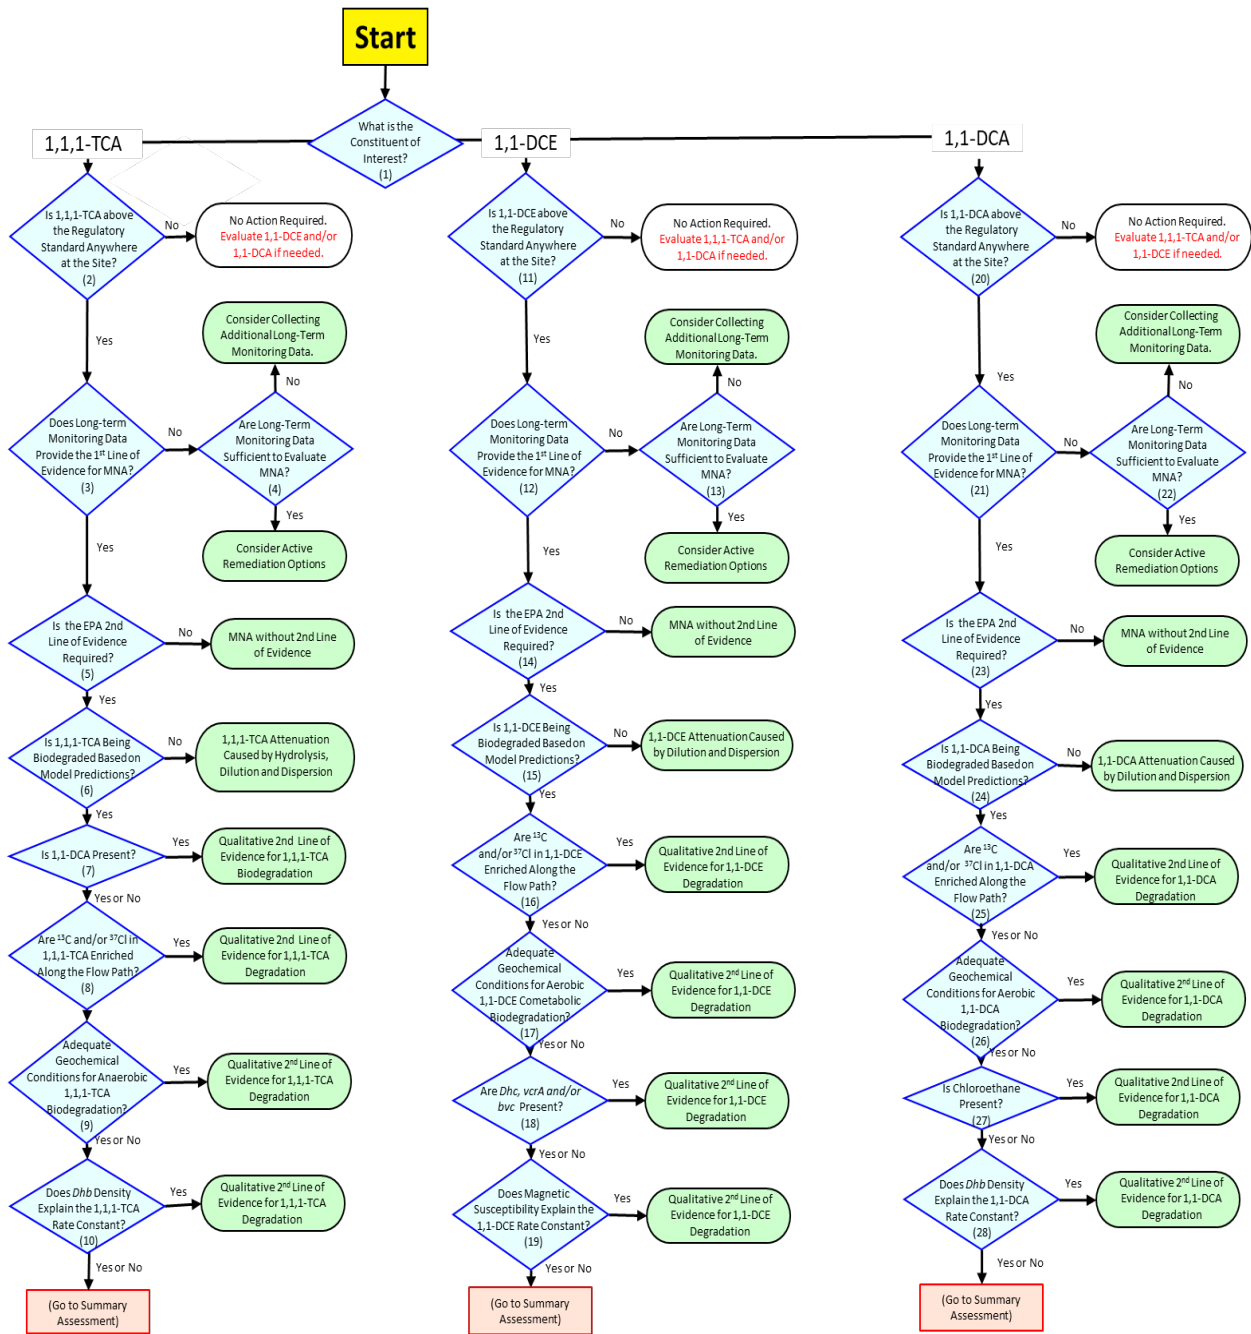 Start
What is the
Constituent of
Interest?
(1)
1,1,1-TCA
1,1-DCE
1,1-DCA
Is 1,1,1-TCA above
the Regulatory
Standard Anywhere
at the Site?
(2)
No
No Action Required.
Evaluate 1,1-DCE and/or
1,1-DCA if needed.
Yes
Consider Collecting
Additional Long-Term
Monitoring Data.
No
Does Long-term
Monitoring Data
Provide the 1st Line of
Evidence for MNA?
(3)
No
Are Long-Term
Monitoring Data
Sufficient to Evaluate
MNA?
(4)
Yes
Consider Active
Remediation Options
Yes
Is the EPA 2nd
Line of Evidence
Required?
(5)
No
MNA without 2nd Line
of Evidence
Yes
Is 1,1,1-TCA Being
Biodegraded Based on
Model Predictions?
(6)
No
1,1,1-TCA Attenuation
Caused by Hydrolysis,
Dilution and Dispersion
Yes
Is 1,1-DCA Present?
(7)
Yes
Qualitative 2nd Line of
Evidence for 1,1,1-TCA
Biodegradation
Yes or No
Are 13C and/or 37Cl in
1,1,1-TCA Enriched
Along the Flow Path?
(8)
Yes
Qualitative 2nd Line of
Evidence for 1,1,1-TCA
Degradation
Adequate
Geochemical
Conditions for Anaerobic
1,1,1-TCA
Biodegradation?
(9)
Yes
Qualitative 2nd Line of
Evidence for 1,1,1-TCA
Degradation
Yes or No
Does Dhb Density
Explain the 1,1,1-TCA
Rate Constant?
(10)
Yes
Qualitative 2nd Line of
Evidence for 1,1,1-TCA
Degradation
Yes or No
(Go to Summary
Assessment)
Is 1,1-DCE above
the Regulatory
Standard Anywhere
at the Site?
(11)
No
No Action Required.
Evaluate 1,1,1-TCA and/or
1,1-DCA if needed.
Yes
Consider Collecting
Additional Long-Term
Monitoring Data.
No
Does Long-term
Monitoring Data
Provide the 1st Line of
Evidence for MNA?
(12)
No
Are Long-Term
Monitoring Data
Sufficient to Evaluate
MNA?
(13)
Yes
Consider Active
Remediation Options
Yes
Is the EPA 2nd
Line of Evidence
Required?
(14)
No
MNA without 2nd Line
of Evidence
Yes
Is 1,1-DCE Being
Biodegraded Based on
Model Predictions?
(15)
No
1,1-DCE Attenuation Caused
by Dilution and Dispersion
Yes
Are 13C
and/or 37Cl in 1,1-DCE
Enriched Along the
Flow Path?
(16)
Yes
Qualitative 2nd Line of
Evidence for 1,1-DCE
Degradation
Yes or No
Adequate
Geochemical
Conditions for Aerobic
1,1-DCE Cometabolic
Biodegradation?
(17)
Yes
Qualitative 2nd Line of
Evidence for 1,1-DCE
Degradation
Yes or No
Are Dhc, vcrA and/or
bvc Present?
(18)
Yes
Qualitative 2nd Line of
Evidence for 1,1-DCE
Degradation
Yes or No
Does Magnetic
Susceptibility Explain the
1,1-DCE Rate Constant?
(19)
Yes
Qualitative 2nd Line of
Evidence for 1,1-DCE
Degradation
Yes or No
(Go to Summary
Assessment)
Is 1,1-DCA above
the Regulatory
Standard Anywhere
at the Site?
(20)
No
No Action Required.
Evaluate 1,1,1-TCA and/or
1,1-DCE if needed.
Yes
Consider Collecting
Additional Long-Term
Monitoring Data.
No
Does Long-term
Monitoring Data
Provide the 1st Line of
Evidence for MNA?
(21)
No
Are Long-Term
Monitoring Data
Sufficient to Evaluate
MNA?
(22)
Yes
Consider Active
Remediation Options
Yes
Is the EPA 2nd
Line of Evidence
Required?
(23)
No
MNA without 2nd Line
of Evidence
Yes
Is 1,1-DCA Being
Biodegraded Based on
Model Predictions?
(24)
No
1,1-DCA Attenuation Caused
by Dilution and Dispersion
Yes
Are 13C
and/or 37Cl in 1,1-DCA
Enriched Along the
Flow Path?
(25)
Yes
Qualitative 2nd Line of
Evidence for 1,1-DCA
Degradation
Yes or No
Adequate
Geochemical
Conditions for Aerobic
1,1-DCA
Biodegradation?
(26)
Yes
Qualitative 2nd Line of
Evidence for 1,1-DCA
Degradation
Yes or No
Is Chloroethane
Present?
(27)
Yes
Qualitative 2nd Line of
Evidence for 1,1-DCA
Degradation
Yes or No
Does Dhb Density
Explain the 1,1-DCA
Rate Constant?
(28)
Yes
Qualitative 2nd Line of
Evidence for 1,1-DCA
Degradation
Yes or No
(Go to Summary
Assessment)